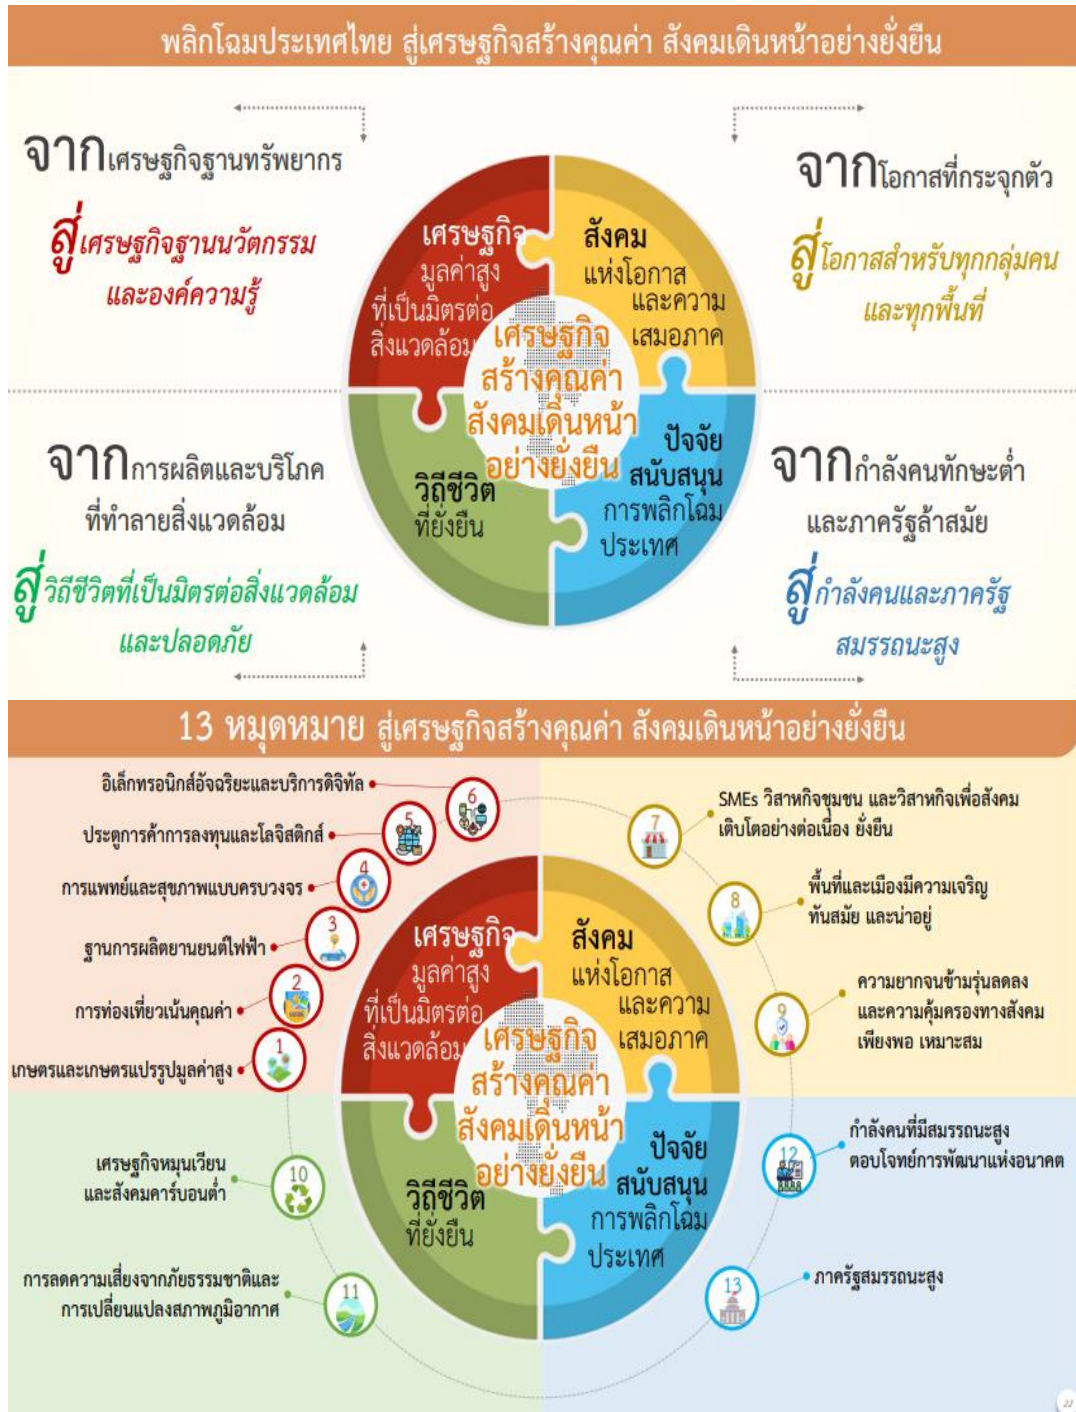 พลิกโฉมประเทศไทย สู่เศรษฐกิจสร้างคุณค่า สังคมเดินหน้าอย่างยั่งยืน
จากเศรษฐกิจฐานทรัพยากร
สู่เศรษฐกิจฐานนวัตกรรม
และองค์ความรู้
จากโอกาสที่กระจุกตัว
สู่โอกาสสำหรับทุกกลุ่มคน
และทุกพื้นที่
เศรษฐกิจ
มูลค่าสูง
ที่เป็นมิตรต่อ
สิ่งแวดล้อม
สังคม
แห่งโอกาส
และความ
เสมอภาค
เศรษฐกิจ
สร้างคุณค่า
สังคมเดินหน้า
อย่างยั่งยืน
วิถีชีวิต
ที่ยั่งยืน
ปัจจัย
สนับสนุน
การพลิกโฉม
ประเทศ
จากการผลิตและบริโภค
ที่ทำลายสิ่งแวดล้อม
สู่วิถีชีวิตที่เป็นมิตรต่อสิ่งแวดล้อม
และปลอดภัย
จากกำลังคนทักษะต่ำ
และภาครัฐล้าสมัย
สู่กำลังคนและภาครัฐ
สมรรถนะสูง
13 หมุดหมาย สู่เศรษฐกิจสร้างคุณค่า สังคมเดินหน้าอย่างยั่งยืน
อิเล็กทรอนิกส์อัจฉริยะและบริการดิจิทัล
6
ประตูการค้าการลงทุนและโลจิสติกส์
5
การแพทย์และสุขภาพแบบครบวงจร
4
ฐานการผลิตยานยนต์ไฟฟ้า
3
การท่องเที่ยวเน้นคุณค่า
2
เกษตรและเกษตรแปรรูปมูลค่าสูง
1
7
SMEs วิสาหกิจชุมชน และวิสาหกิจเพื่อสังคม
เติบโตอย่างต่อเนื่อง ยั่งยืน
8
พื้นที่และเมืองมีความเจริญ
ทันสมัย และน่าอยู่
9
ความยากจนข้ามรุ่นลดลง
และความคุ้มครองทางสังคม
เพียงพอ เหมาะสม
เศรษฐกิจ
มูลค่าสูง
ที่เป็นมิตรต่อ
สิ่งแวดล้อม
สังคม
แห่งโอกาส
และความ
เสมอภาค
เศรษฐกิจ
สร้างคุณค่า
สังคมเดินหน้า
อย่างยั่งยืน
วิถีชีวิต
ที่ยั่งยืน
ปัจจัย
สนับสนุน
การพลิกโฉม
ประเทศ
เศรษฐกิจหมุนเวียน
และสังคมคาร์บอนต่ำ
10
การลดความเสี่ยงจากภัยธรรมชาติและ
การเปลี่ยนแปลงสภาพภูมิอากาศ
11
12
กำลังคนที่มีสมรรถนะสูง
ตอบโจทย์การพัฒนาแห่งอนาคต
13
ภาครัฐสมรรถนะสูง